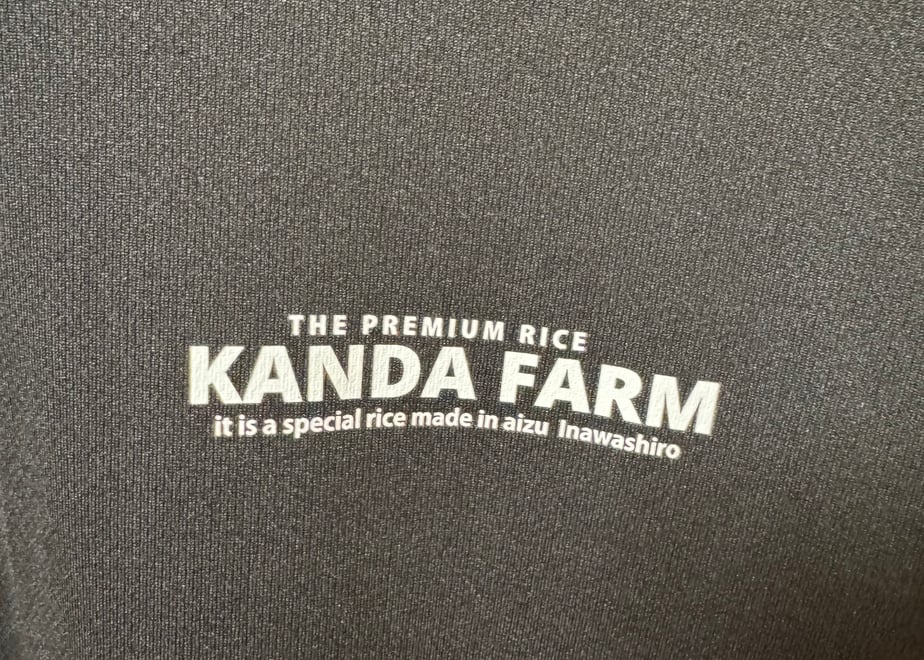 THE PREMIUM RICE
KANDA FARM
it is a special rice made in aizu Inawashiro